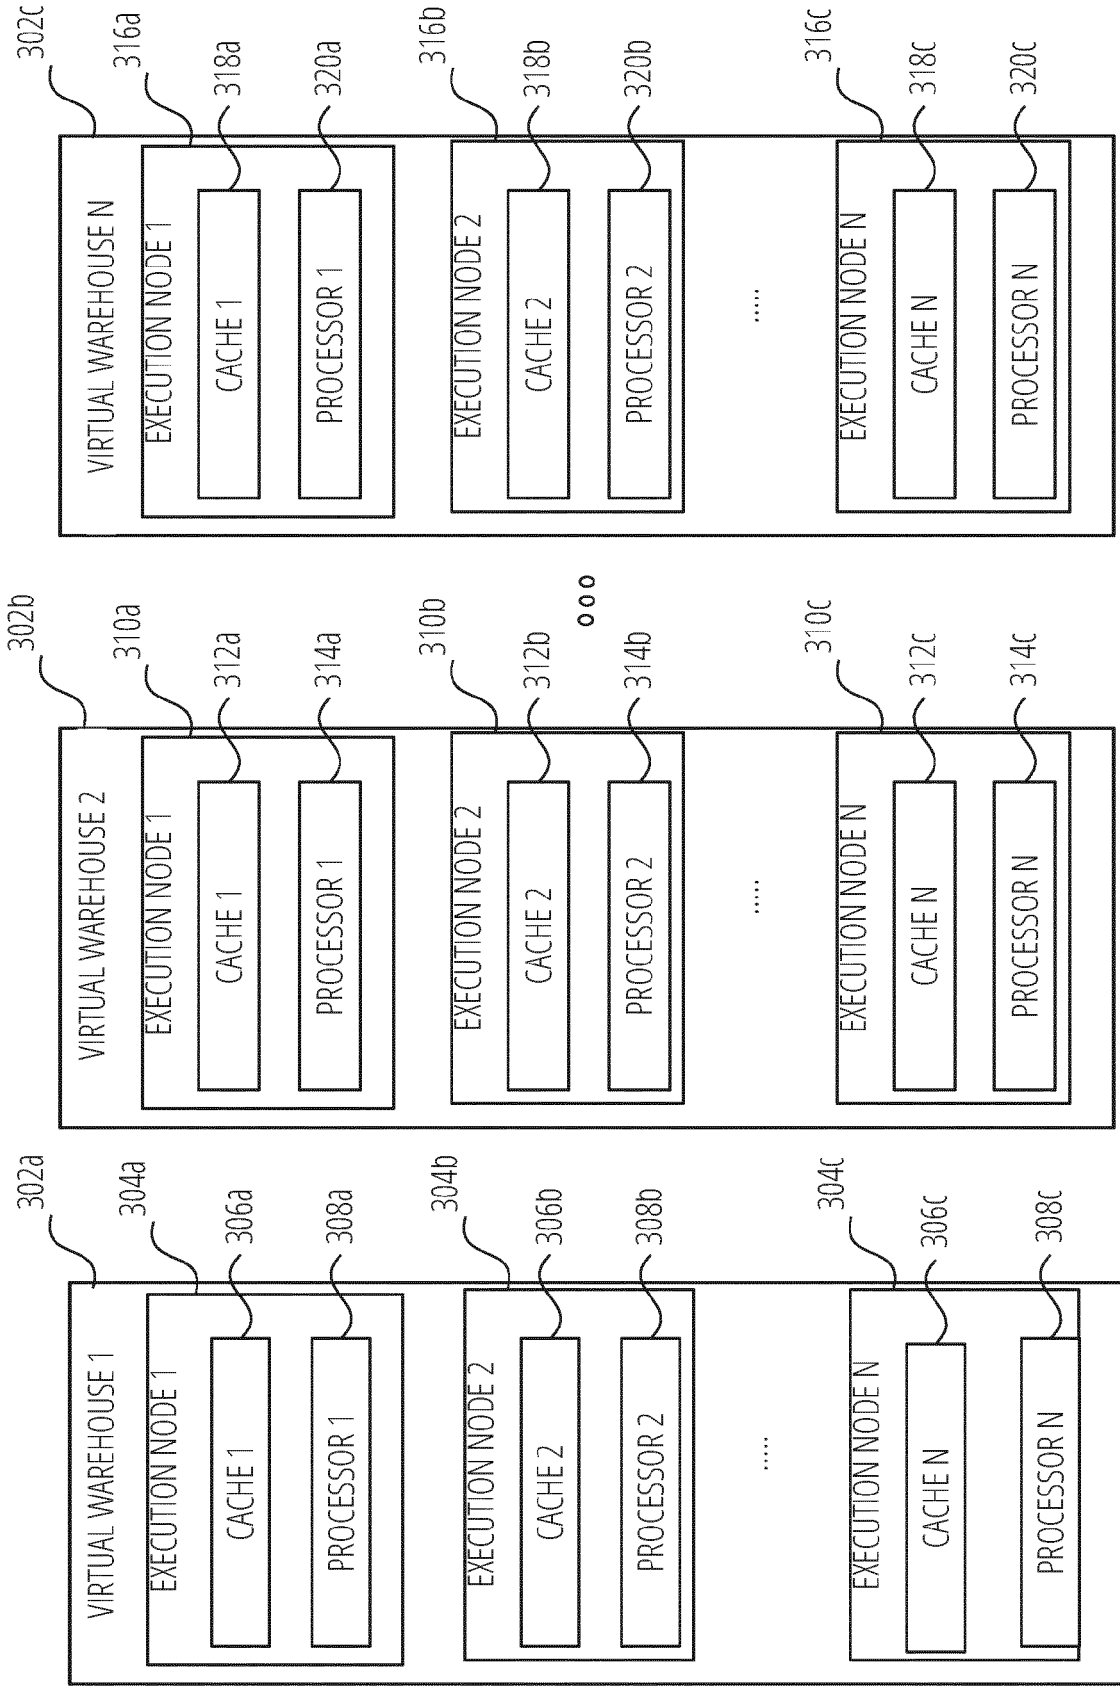 VIRTUAL WAREHOUSE 1
302a
EXECUTION NODE 1
304a
CACHE 1
306a
PROCESSOR 1
308a
EXECUTION NODE 2
304b
CACHE 2
306b
PROCESSOR 2
308b
.....
EXECUTION NODE N
304c
CACHE N
306c
PROCESSOR N
308c
VIRTUAL WAREHOUSE 2
302b
EXECUTION NODE 1
310a
CACHE 1
312a
PROCESSOR 1
314a
EXECUTION NODE 2
310b
CACHE 2
312b
PROCESSOR 2
314b
.....
EXECUTION NODE N
310c
CACHE N
312c
PROCESSOR N
314c
ooo
VIRTUAL WAREHOUSE N
302c
EXECUTION NODE 1
316a
CACHE 1
318a
PROCESSOR 1
320a
EXECUTION NODE 2
316b
CACHE 2
318b
PROCESSOR 2
320b
.....
EXECUTION NODE N
316c
CACHE N
318c
PROCESSOR N
320c